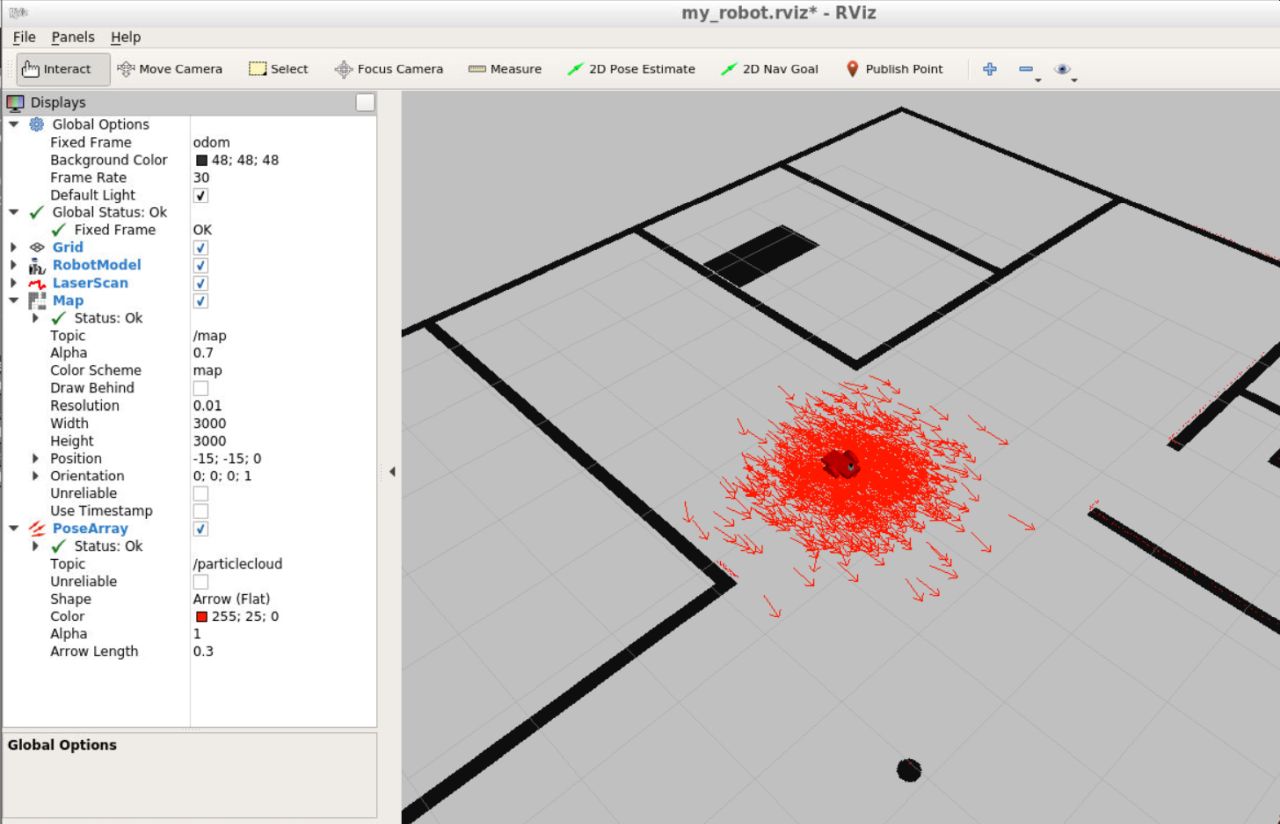 my_robot.rviz* - RViz
File Panels Help
Interact Move Camera Select Focus Camera Measure 2D Pose Estimate 2D Nav Goal Publish Point
Displays
Global Options
Fixed Frame odom
Background Color 48; 48; 48
Frame Rate 30
Default Light
Global Status: Ok
Fixed Frame OK
Grid
RobotModel
LaserScan
Map
Status: Ok
Topic /map
Alpha 0.7
Color Scheme map
Draw Behind
Resolution 0.01
Width 3000
Height 3000
Position -15; -15; 0
Orientation 0; 0; 0; 1
Unreliable
Use Timestamp
PoseArray
Status: Ok
Topic /particlecloud
Unreliable
Shape Arrow (Flat)
Color 255; 25; 0
Alpha 1
Arrow Length 0.3
Global Options